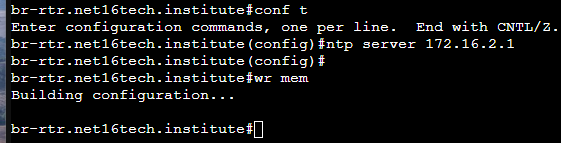 br-rtr.net16tech.institute#conf t
Enter configuration commands, one per line.  End with CNTL/Z.
br-rtr.net16tech.institute(config)#ntp server 172.16.2.1
br-rtr.net16tech.institute(config)#
br-rtr.net16tech.institute#wr mem
Building configuration...
br-rtr.net16tech.institute#